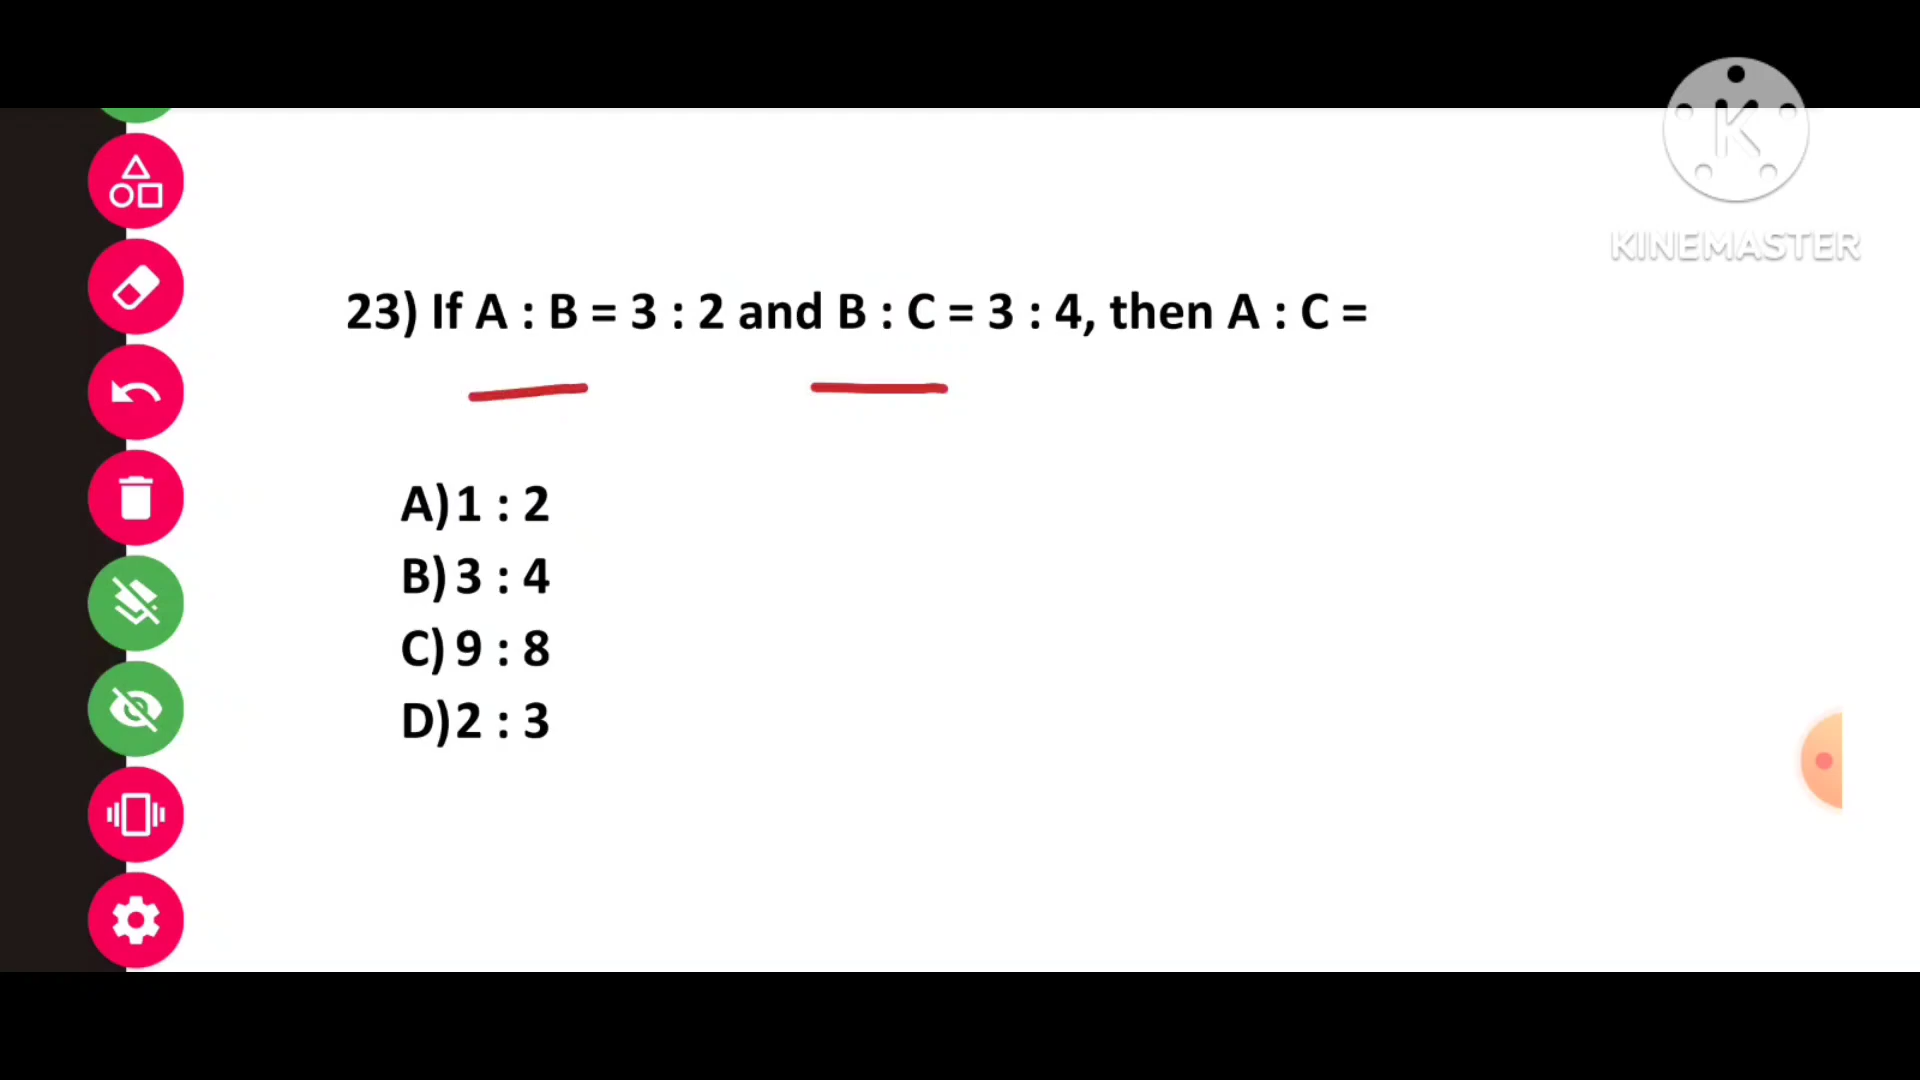 K
KINEMASTER
23) If A : B = 3 : 2 and B : C = 3 : 4, then A : C =
A) 1 : 2
B) 3 : 4
C) 9 : 8
D) 2 : 3